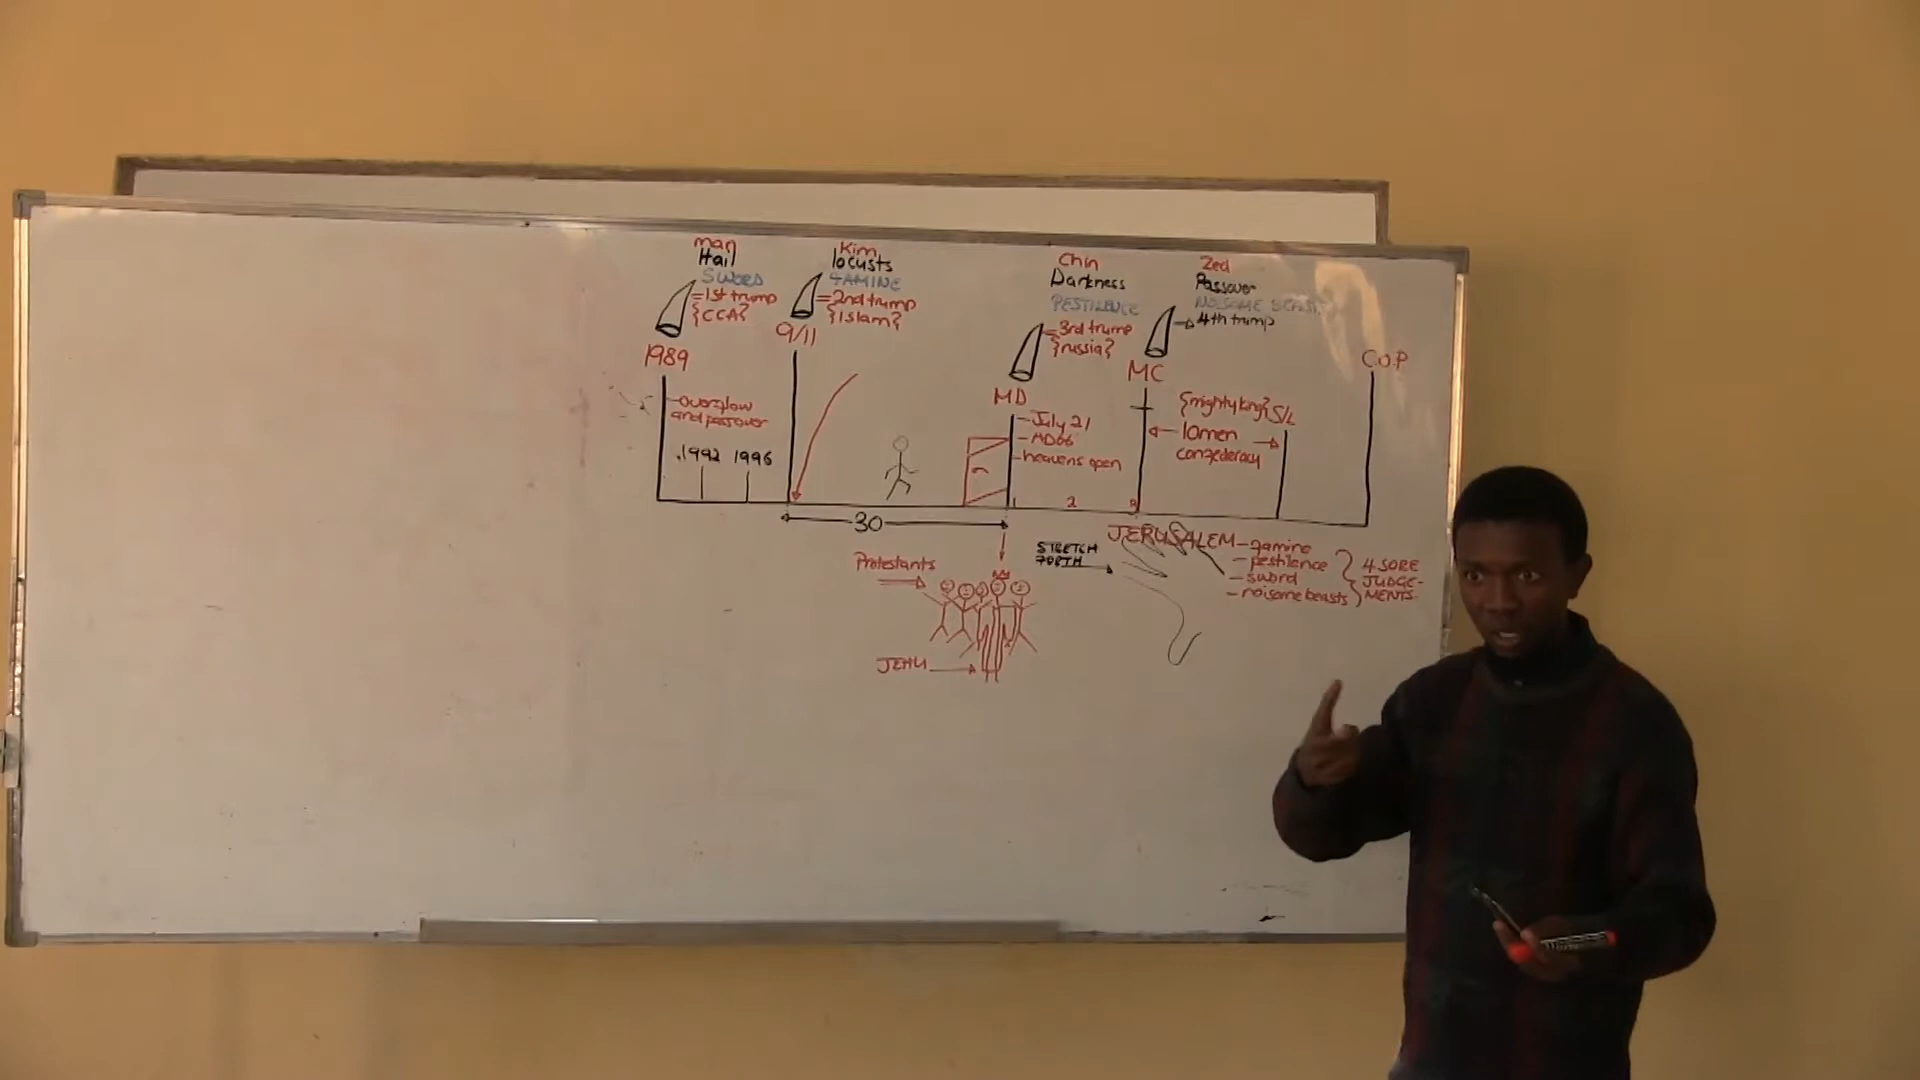 man
Hail
SWORD
=1st trump
{CCA}
1989
overflow
and passover
1992 1996
Kim
locusts
FAMINE
=2nd trump
{Islam}
9/11
30
Chin
Darkness
PESTILENCE
=3rd trump
{russia}
MD
July 21
MD66
heavens open
1 2 3
Zed
Passover
NOISOME BEAST
4th trump
MC
{mighty king} S/L
10men
confederacy
C.O.P
Protestants
JEHU
STRETCH
FORTH
JERUSALEM
famine
pestilence
sword
noisome beasts
4 SORE
JUDGE-
MENTS